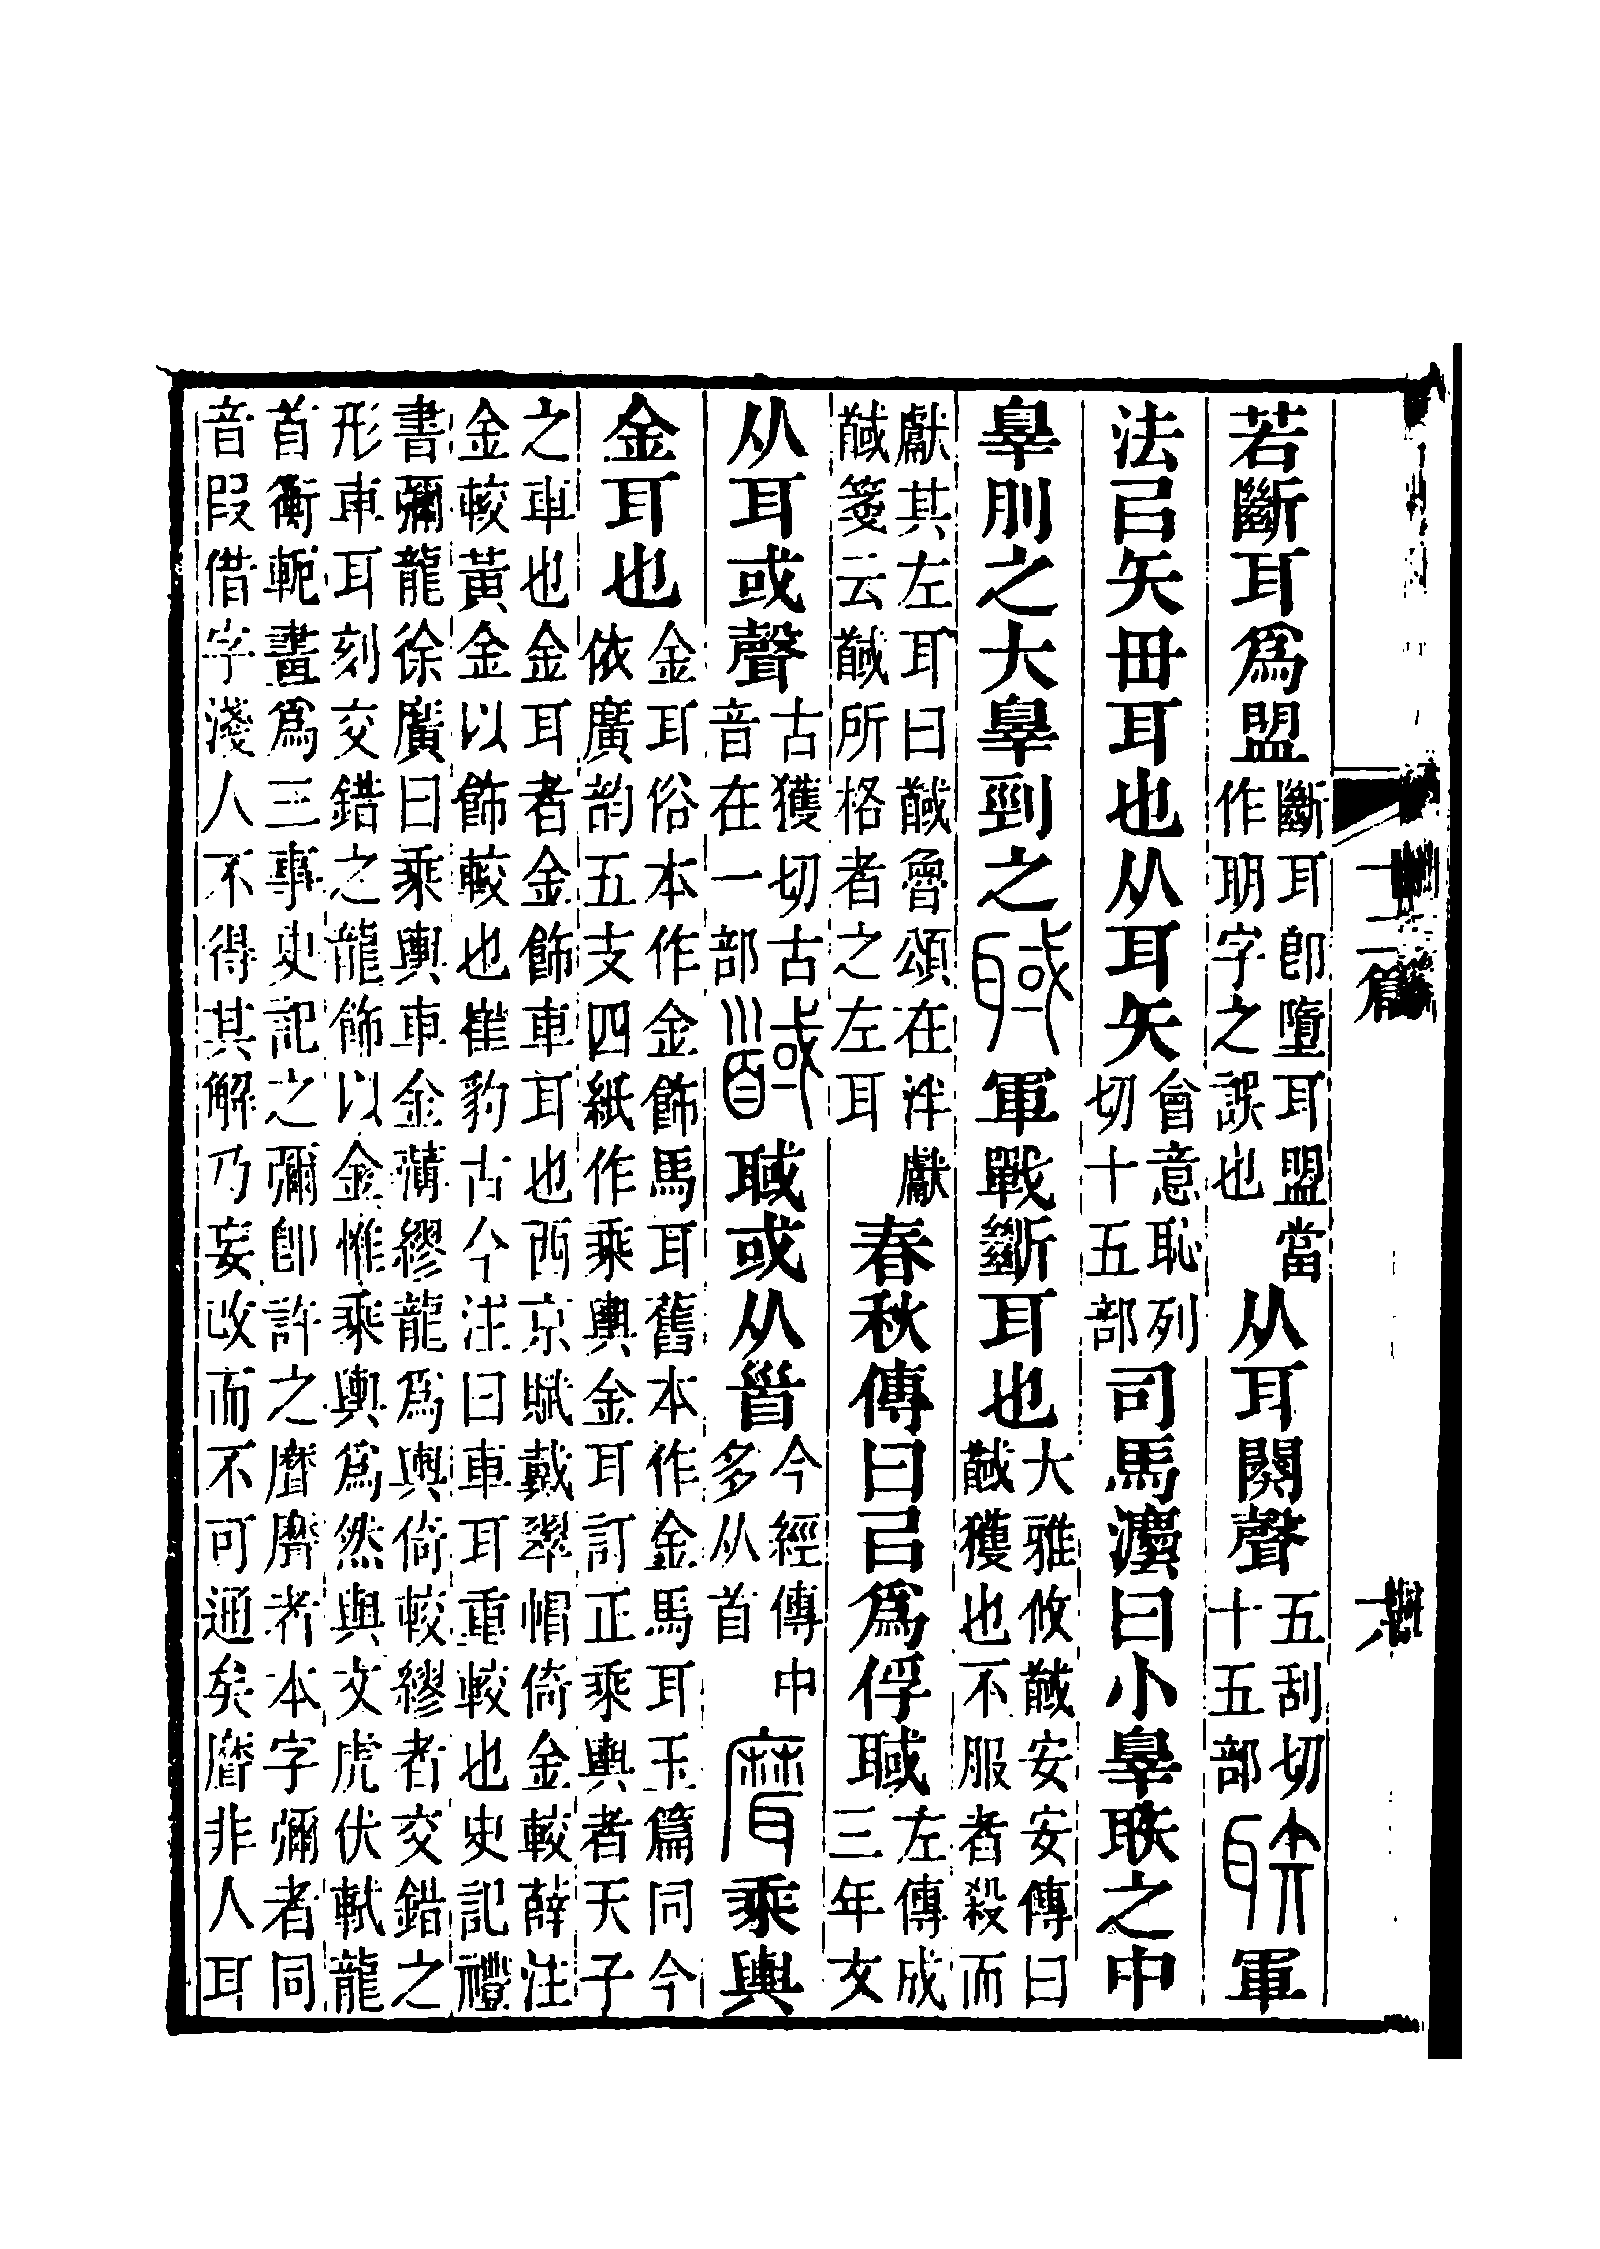 若斷耳爲盟斷耳卽墮耳盟當作明字之誤也从耳闋聲五刮切十五部聅軍
法㠯矢毌耳也从耳矢會意恥列切十五部司馬灋曰小辠聅之中
辠刖之大辠剄之聝軍戰斷耳也大雅攸馘安安傳曰馘獲也不服者殺而
獻其左耳曰馘魯頌在泮獻馘箋云馘所格者之左耳春秋傳曰㠯爲俘聝左傳成三年文
从耳或聲古獲切古音在一部馘聝或从𩠐今經傳中多从首𦗕乘輿
金耳也金耳俗本作金飾馬耳舊本作金馬耳玉篇同今依廣韵五支四紙作乘輿金耳訂正乘輿者天子
之車也金耳者金飾車耳也西京賦戴翠帽倚金較薛注金較黃金以飾較也崔豹古今注曰車耳重較也史記禮
書彌龍徐廣曰乘輿車金薄繆龍爲輿倚較繆者交錯之形車耳刻交錯之龍飾以金惟乘輿爲然與文虎伏軾龍
首衡軛畫爲三事史記之彌卽許之𦗕𦗕者本字彌者同音叚借字淺人不得其解乃妄改而不可通矣𦗕非人耳
十二篇